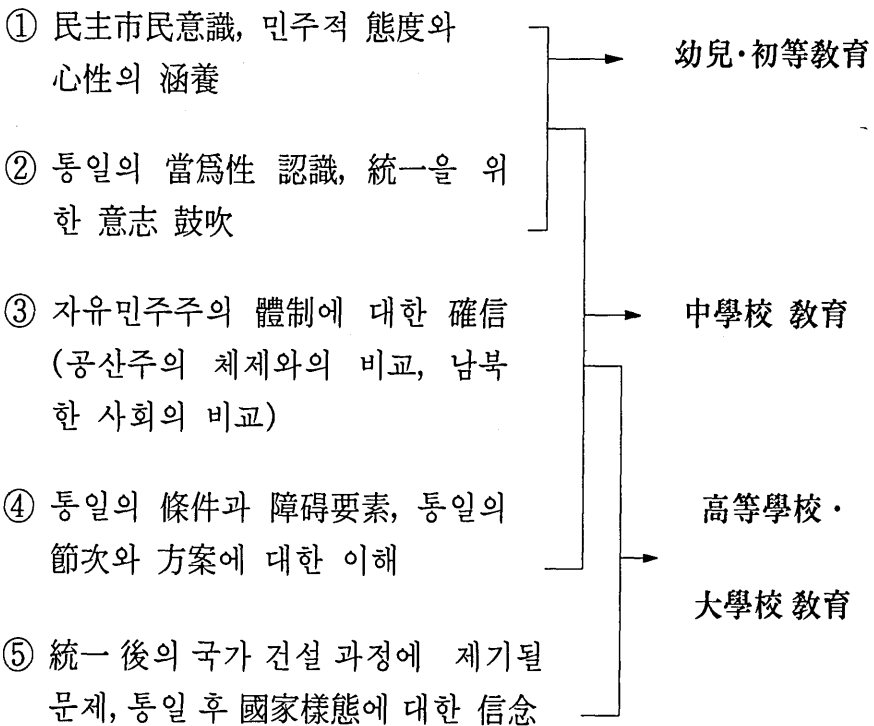 ① 民主市民意識, 민주적 態度와
心性의 涵養
幼兒·初等敎育
② 통일의 當爲性 認識, 統一을 위
한 意志 鼓吹
③ 자유민주주의 體制에 대한 確信
(공산주의 체제와의 비교, 남북
한 사회의 비교)
中學校 敎育
④ 통일의 條件과 障碍要素, 통일의
節次와 方案에 대한 이해
高等學校·
大學校 敎育
⑤ 統一 後의 국가 건설 과정에 제기될
문제, 통일 후 國家樣態에 대한 信念